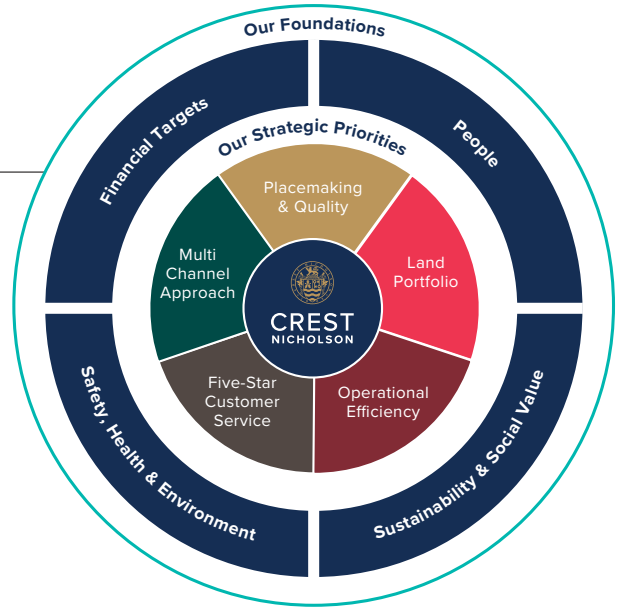 Our Foundations
Financial Targets
People
Our Strategic Priorities
Placemaking
& Quality
Multi
Channel
Approach
Land
Portfolio
CREST
NICHOLSON
Five-Star
Customer
Service
Operational
Efficiency
Safety, Health & Environment
Sustainability & Social Value